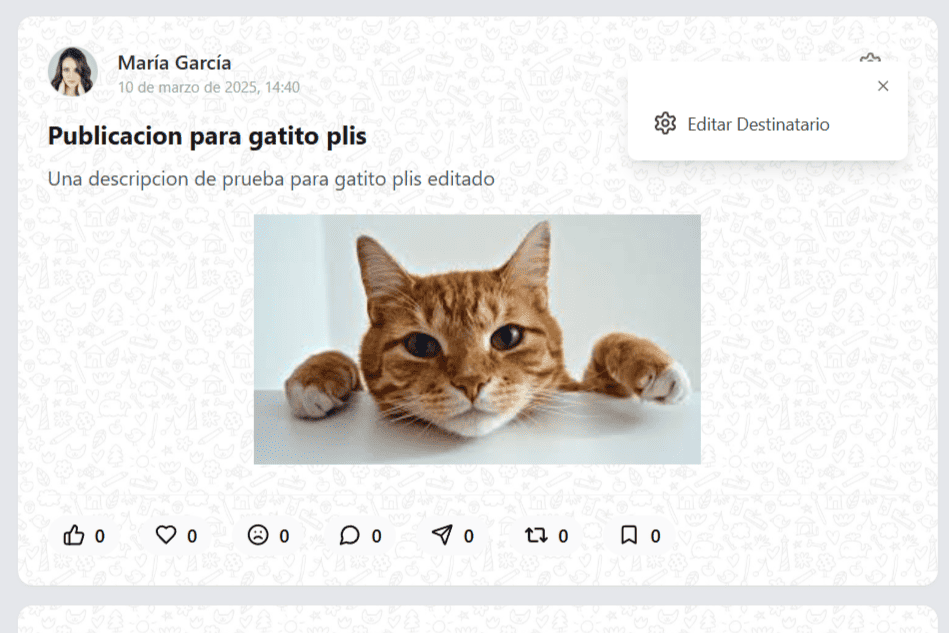 María García
10 de marzo de 2025, 14:40
Editar Destinatario
Publicacion para gatito plis
Una descripcion de prueba para gatito plis editado
0 0 0 0 0 0 0